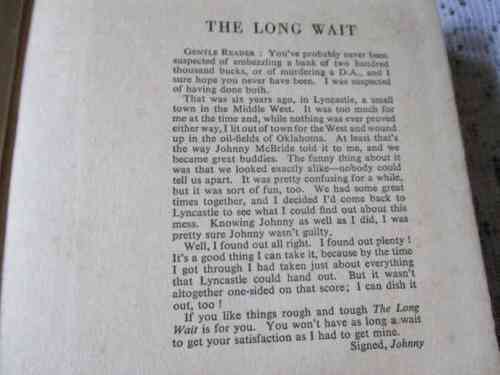 THE LONG WAIT
GENTLE READER : You've probably never been
suspected of embezzling a bank of two hundred
thousand bucks, or of murdering a D.A., and I
sure hope you never have been. I was suspected
of having done both.
That was six years ago, in Lyncastle, a small
town in the Middle West. It was too much for
me at the time and, while nothing was ever proved
either way, I lit out of town for the West and wound
up in the oil-fields of Oklahoma. At least that's
the way Johnny McBride told it to me, and we
became great buddies. The funny thing about it
was that we looked exactly alike—nobody could
tell us apart. It was pretty confusing for a while,
but it was sort of fun, too. We had some great
times together, and I decided I'd come back to
Lyncastle to see what I could find out about this
mess. Knowing Johnny as well as I did, I was
pretty sure Johnny wasn't guilty.
Well, I found out all right. I found out plenty !
It's a good thing I can take it, because by the time
I got through I had taken just about everything
that Lyncastle could hand out. But it wasn't
altogether one-sided on that score; I can dish it
out, too !
If you like things rough and tough The Long
Wait is for you. You won't have as long a wait
to get your satisfaction as I had to get mine.
Signed, Johnny